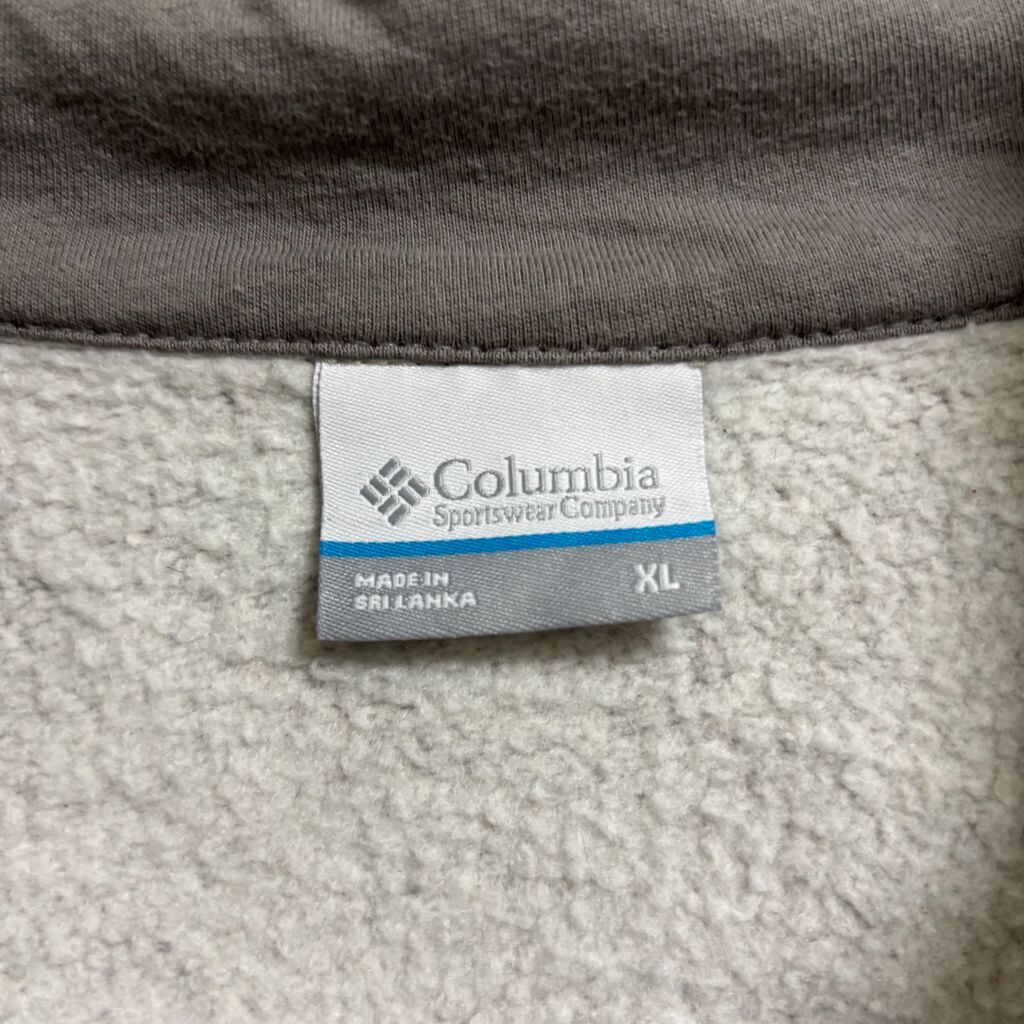 Columbia
Sportswear Company
MADE IN
SRI LANKA
XL